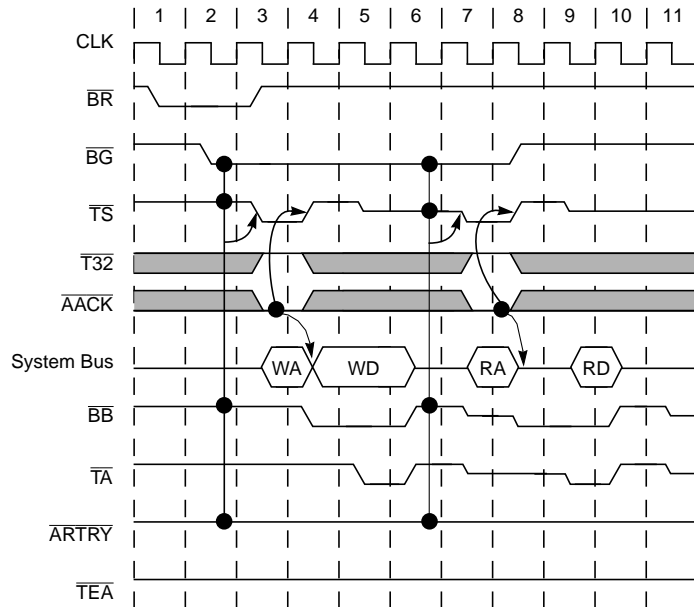 1 2 3 4 5 6 7 8 9 10 11
CLK
BR
BG
TS
T32
AACK
System Bus WA WD RA RD
BB
TA
ARTRY
TEA